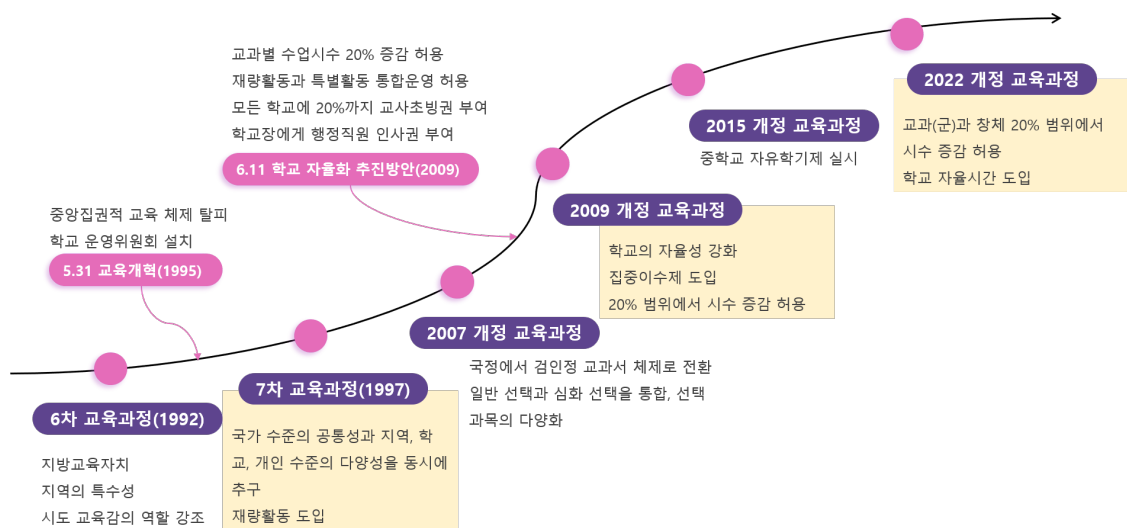 교과별 수업시수 20% 증감 허용
재량활동과 특별활동 통합운영 허용
모든 학교에 20%까지 교사초빙권 부여
학교장에게 행정직원 인사권 부여
6.11 학교 자율화 추진방안(2009)
중앙집권적 교육 체제 탈피
학교 운영위원회 설치
5.31 교육개혁(1995)
6차 교육과정(1992)
지방교육자치
지역의 특수성
시도 교육감의 역할 강조
7차 교육과정(1997)
국가 수준의 공통성과 지역, 학
교, 개인 수준의 다양성을 동시에
추구
재량활동 도입
2007 개정 교육과정
국정에서 검인정 교과서 체제로 전환
일반 선택과 심화 선택을 통합, 선택
과목의 다양화
2009 개정 교육과정
학교의 자율성 강화
집중이수제 도입
20% 범위에서 시수 증감 허용
2015 개정 교육과정
중학교 자유학기제 실시
2022 개정 교육과정
교과(군)과 창체 20% 범위에서
시수 증감 허용
학교 자율시간 도입